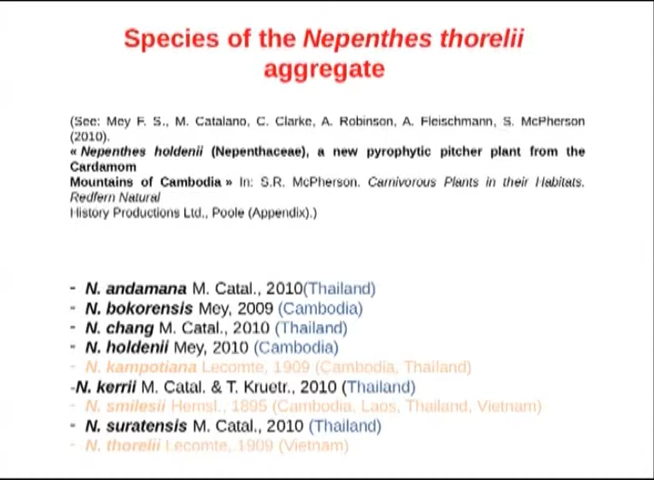 Species of the Nepenthes thorelii
aggregate
(See: Mey F. S., M. Catalano, C. Clarke, A. Robinson, A. Fleischmann, S. McPherson
(2010).
« Nepenthes holdenii (Nepenthaceae), a new pyrophytic pitcher plant from the
Cardamom
Mountains of Cambodia » In: S.R. McPherson. Carnivorous Plants in their Habitats.
Redfern Natural
History Productions Ltd., Poole (Appendix).)
- N. andamana M. Catal., 2010(Thailand)
- N. bokorensis Mey, 2009 (Cambodia)
- N. chang M. Catal., 2010 (Thailand)
- N. holdenii Mey, 2010 (Cambodia)
- N. kampotiana Lecomte, 1909 (Cambodia, Thailand)
-N. kerrii M. Catal. & T. Kruetr., 2010 (Thailand)
- N. smilesii Hemsl., 1895 (Cambodia, Laos, Thailand, Vietnam)
- N. suratensis M. Catal., 2010 (Thailand)
- N. thorelii Lecomte, 1909 (Vietnam)